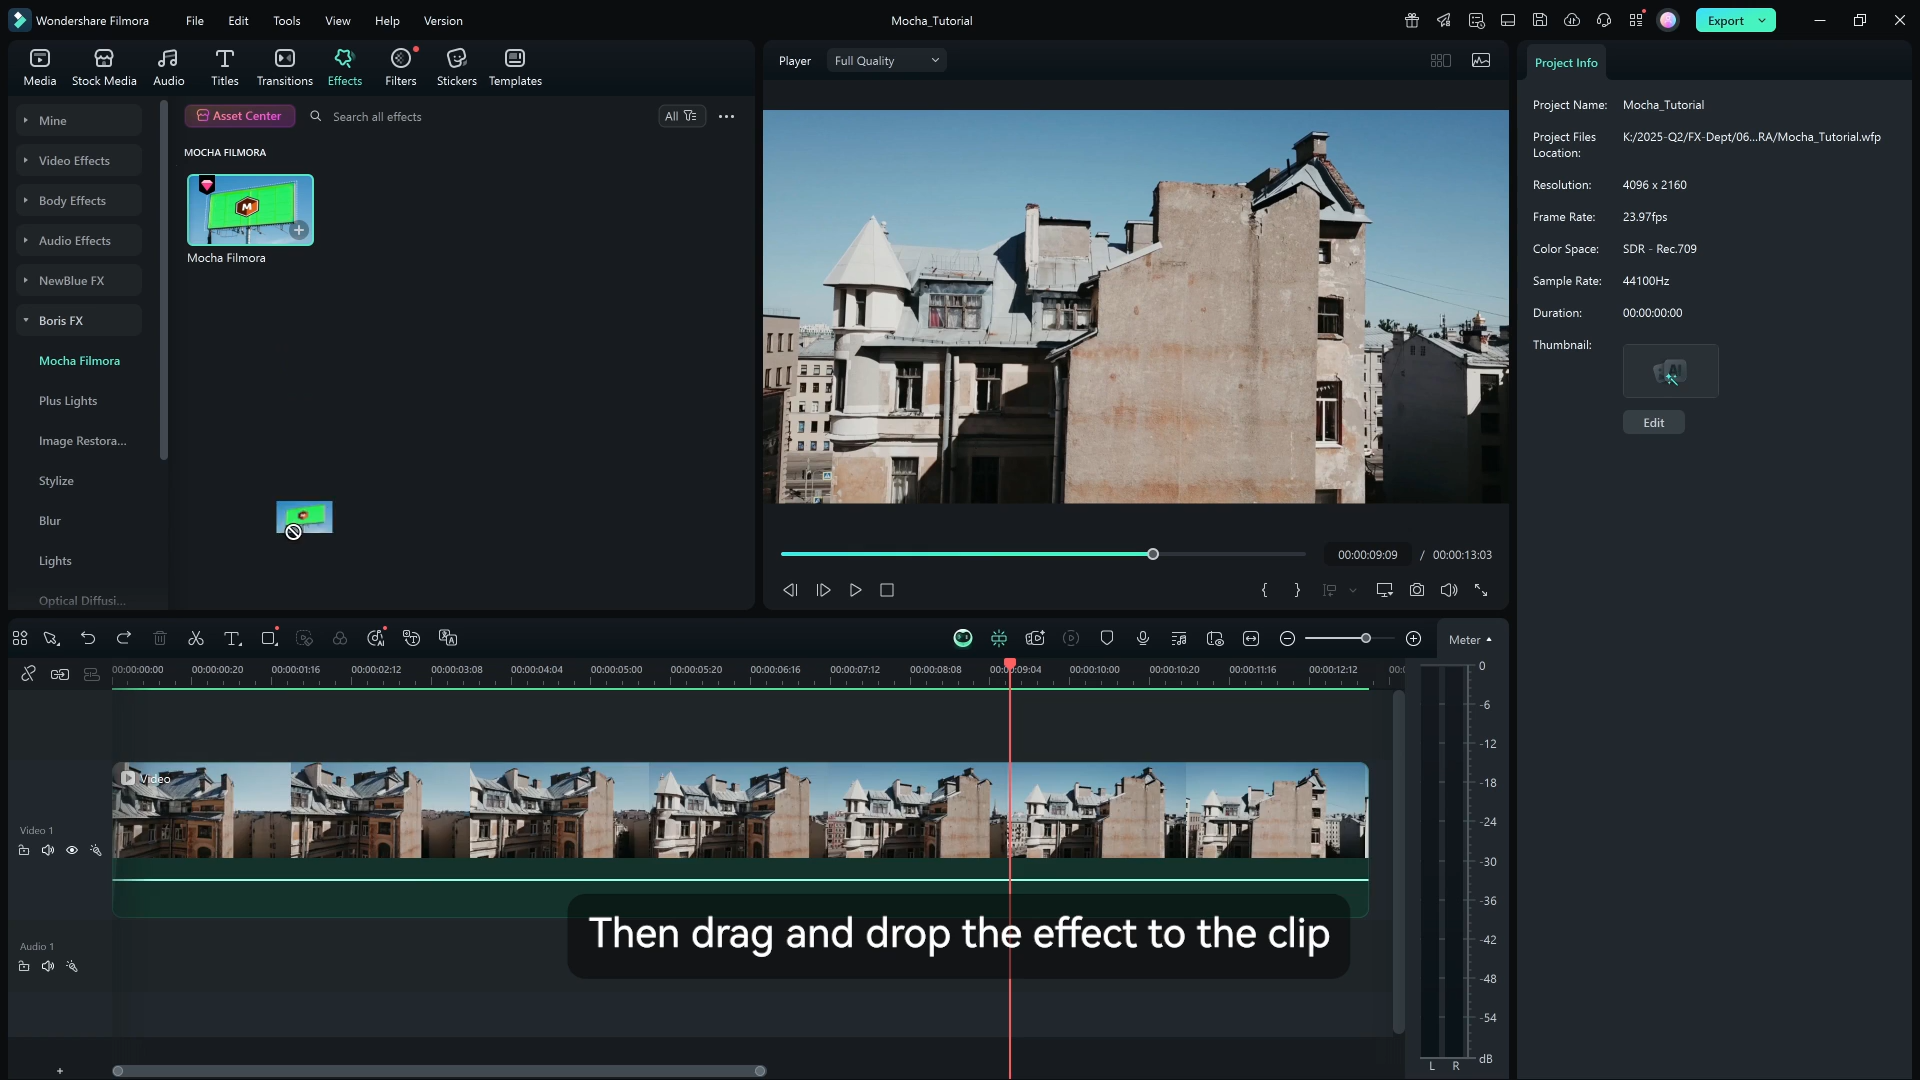 Wondershare Filmora
File
Edit
Tools
View
Help
Version
Mocha_Tutorial
Export
Media
Stock Media
Audio
Titles
Transitions
Effects
Filters
Stickers
Templates
Mine
Video Effects
Body Effects
Audio Effects
NewBlue FX
Boris FX
Mocha Filmora
Plus Lights
Image Restora...
Stylize
Blur
Lights
Optical Diffusi...
Asset Center
Search all effects
All
MOCHA FILMORA
M
Mocha Filmora
Player
Full Quality
00:00:09:09
/ 00:00:13:03
Project Info
Project Name: Mocha_Tutorial
Project Files Location: K:/2025-Q2/FX-Dept/06...RA/Mocha_Tutorial.wfp
Resolution: 4096 x 2160
Frame Rate: 23.97fps
Color Space: SDR - Rec.709
Sample Rate: 44100Hz
Duration: 00:00:00:00
Thumbnail:
Edit
Meter
00:00:00:00
00:00:00:20
00:00:01:16
00:00:02:12
00:00:03:08
00:00:04:04
00:00:05:00
00:00:05:20
00:00:06:16
00:00:07:12
00:00:08:08
00:00:09:04
00:00:10:00
00:00:10:20
00:00:11:16
00:00:12:12
Video
Video 1
Audio 1
Then drag and drop the effect to the clip
0
-6
-12
-18
-24
-30
-36
-42
-48
-54
dB
L R